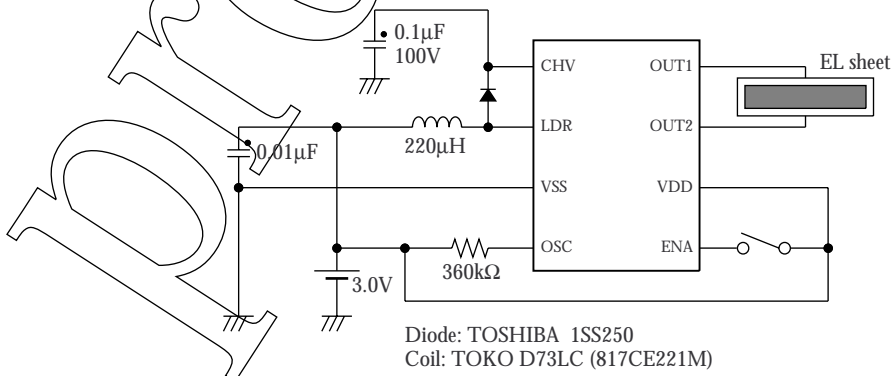 0.1μF
100V
CHV
OUT1
EL sheet
LDR
OUT2
220μH
0.01μF
VSS
VDD
OSC
ENA
360kΩ
3.0V
Diode: TOSHIBA 1SS250
Coil: TOKO D73LC (817CE221M)